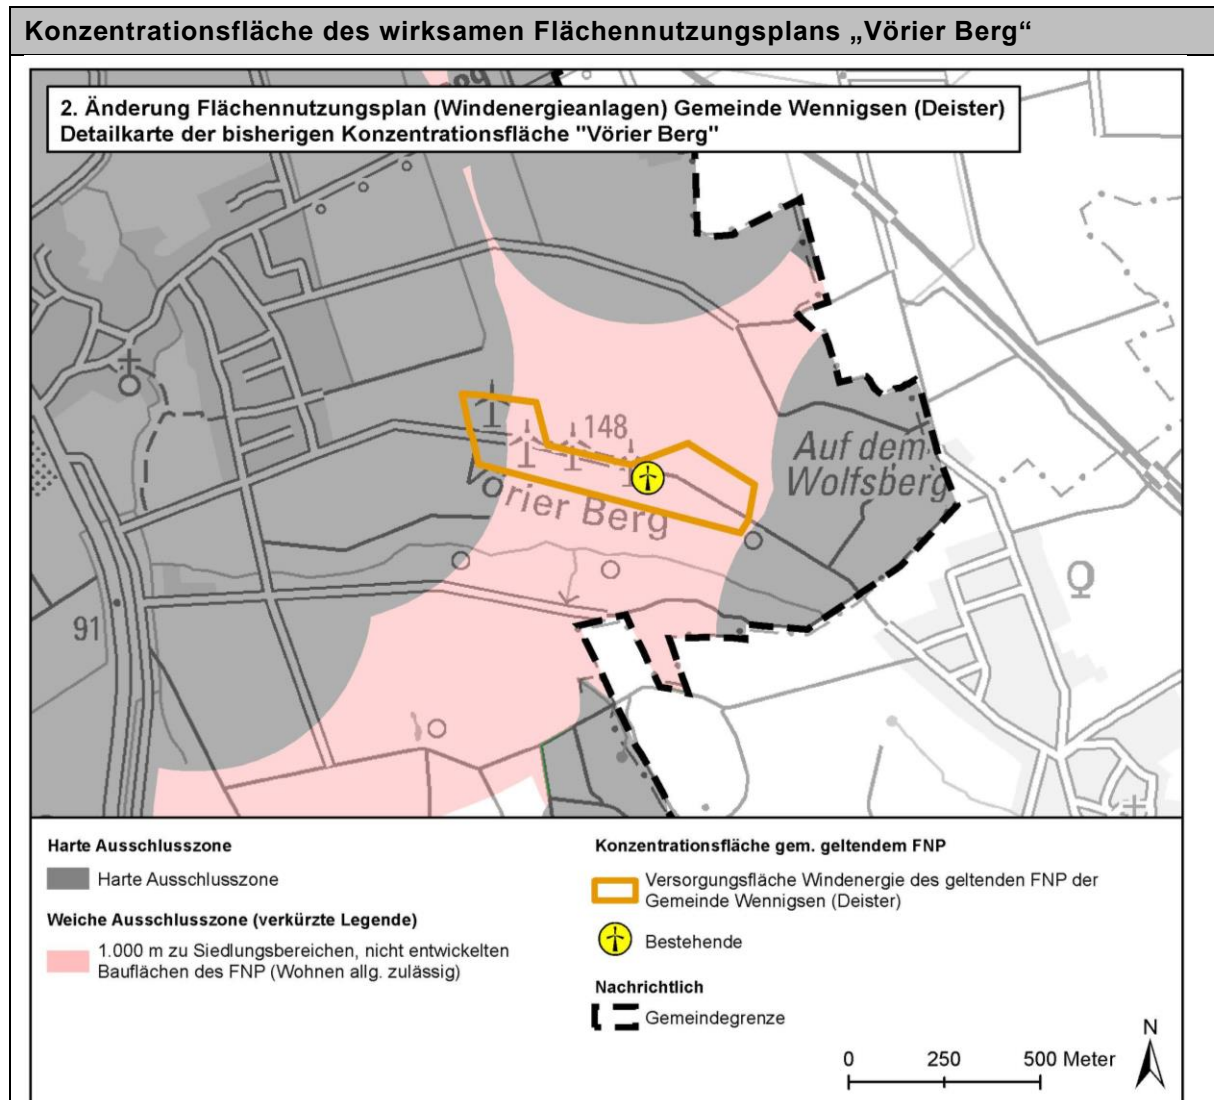 Konzentrationsfläche des wirksamen Flächennutzungsplans „Vörier Berg“
2. Änderung Flächennutzungsplan (Windenergieanlagen) Gemeinde Wennigsen (Deister)
Detailkarte der bisherigen Konzentrationsfläche "Vörier Berg"
148
Auf dem
Wolfsberg
Vörier Berg
91
Harte Ausschlusszone
Harte Ausschlusszone
Weiche Ausschlusszone (verkürzte Legende)
1.000 m zu Siedlungsbereichen, nicht entwickelten
Bauflächen des FNP (Wohnen allg. zulässig)
Konzentrationsfläche gem. geltendem FNP
Versorgungsfläche Windenergie des geltenden FNP der
Gemeinde Wennigsen (Deister)
Bestehende
Nachrichtlich
Gemeindegrenze
0 250 500 Meter
N